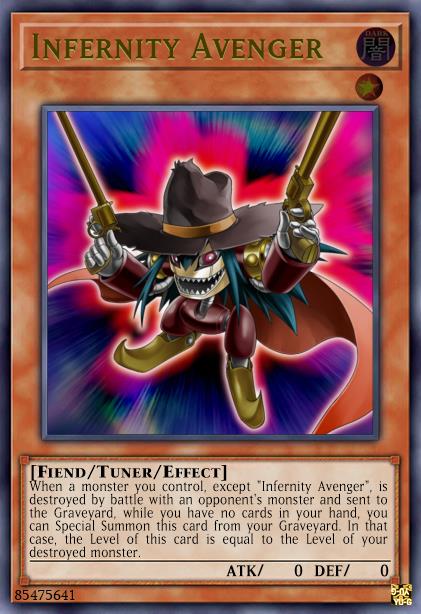 INFERNITY AVENGER
DARK
闇
[FIEND/TUNER/EFFECT]
When a monster you control, except "Infernity Avenger", is
destroyed by battle with an opponent's monster and sent to
the Graveyard, while you have no cards in your hand, you
can Special Summon this card from your Graveyard. In that
case, the Level of this card is equal to the Level of your
destroyed monster.
ATK/ 0 DEF/ 0
85475641